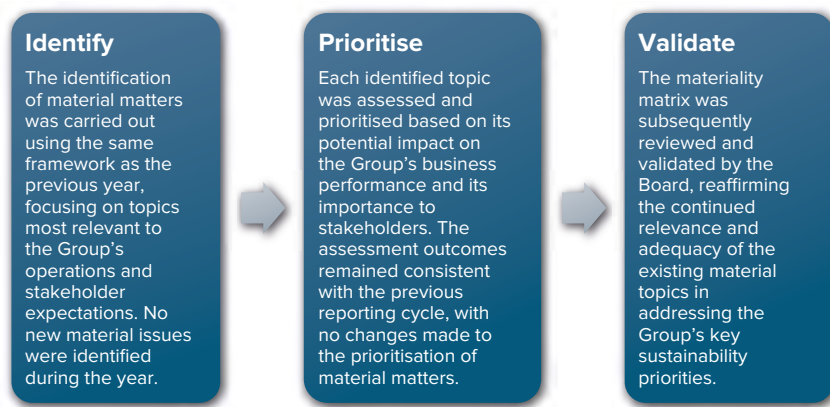 Identify
The identification
of material matters
was carried out
using the same
framework as the
previous year,
focusing on topics
most relevant to
the Group’s
operations and
stakeholder
expectations. No
new material issues
were identified
during the year.
Prioritise
Each identified topic
was assessed and
prioritised based on its
potential impact on
the Group’s business
performance and its
importance to
stakeholders. The
assessment outcomes
remained consistent
with the previous
reporting cycle, with
no changes made to
the prioritisation of
material matters.
Validate
The materiality
matrix was
subsequently
reviewed and
validated by the
Board, reaffirming
the continued
relevance and
adequacy of the
existing material
topics in
addressing the
Group’s key
sustainability
priorities.